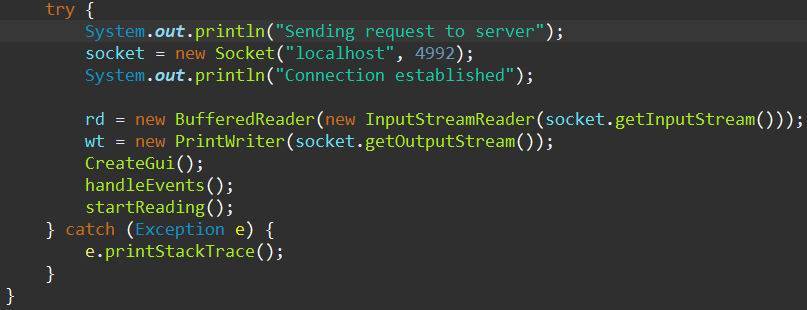 try {
System.out.println("Sending request to server");
socket = new Socket("localhost", 4992);
System.out.println("Connection established");
rd = new BufferedReader(new InputStreamReader(socket.getInputStream()));
wt = new PrintWriter(socket.getOutputStream());
CreateGui();
handleEvents();
startReading();
} catch (Exception e) {
e.printStackTrace();
}
}